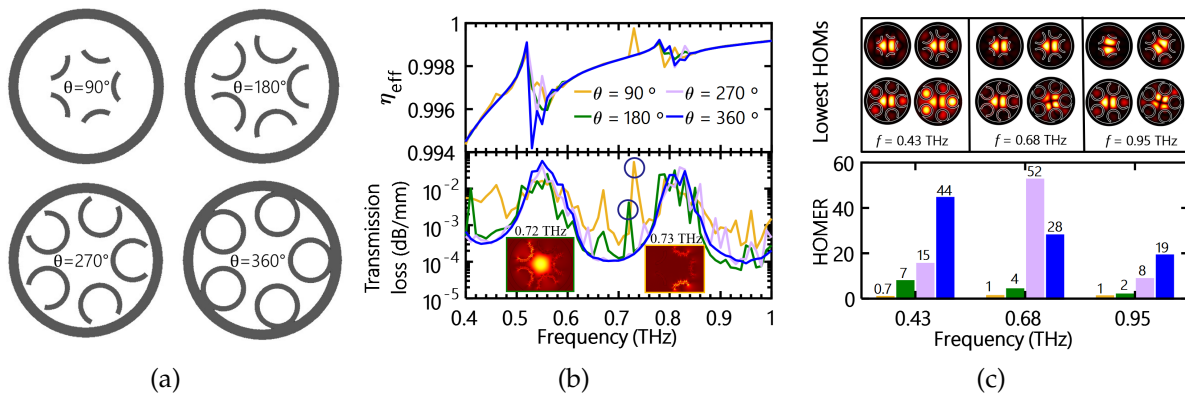 θ=90°
θ=180°
θ=270°
θ=360°
(a)
η_eff
1
0.998
0.996
0.994
θ = 90 °
θ = 270 °
θ = 180 °
θ = 360 °
Transmission
loss (dB/mm)
10⁻²
10⁻³
10⁻⁴
10⁻⁵
0.72 THz
0.73 THz
0.4 0.5 0.6 0.7 0.8 0.9 1
Frequency (THz)
(b)
Lowest HOMs
f = 0.43 THz
f = 0.68 THz
f = 0.95 THz
HOMER
60
40
20
0
0.7 7 15 44
1 4 52 28
1 2 8 19
0.43 0.68 0.95
Frequency (THz)
(c)